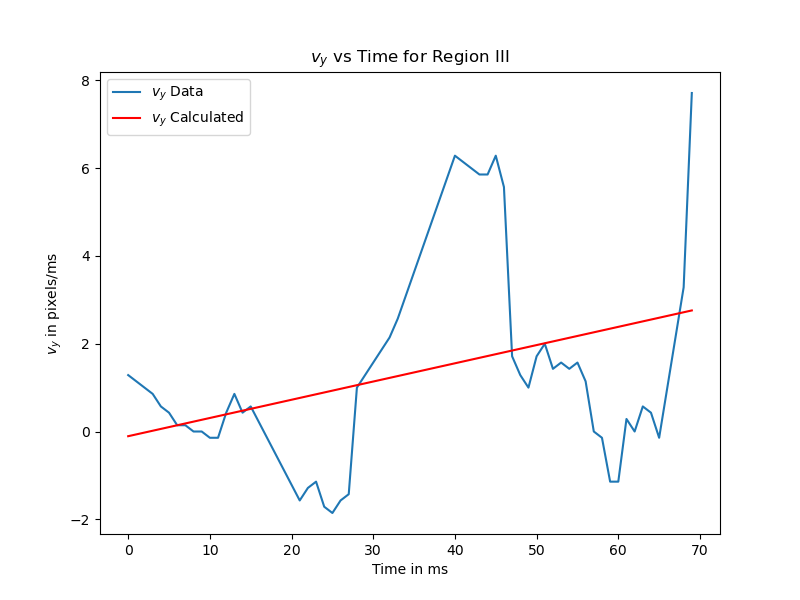 v_y vs Time for Region III
8
6
4
2
0
−2
v_y Data
v_y Calculated
v_y in pixels/ms
0 10 20 30 40 50 60 70
Time in ms